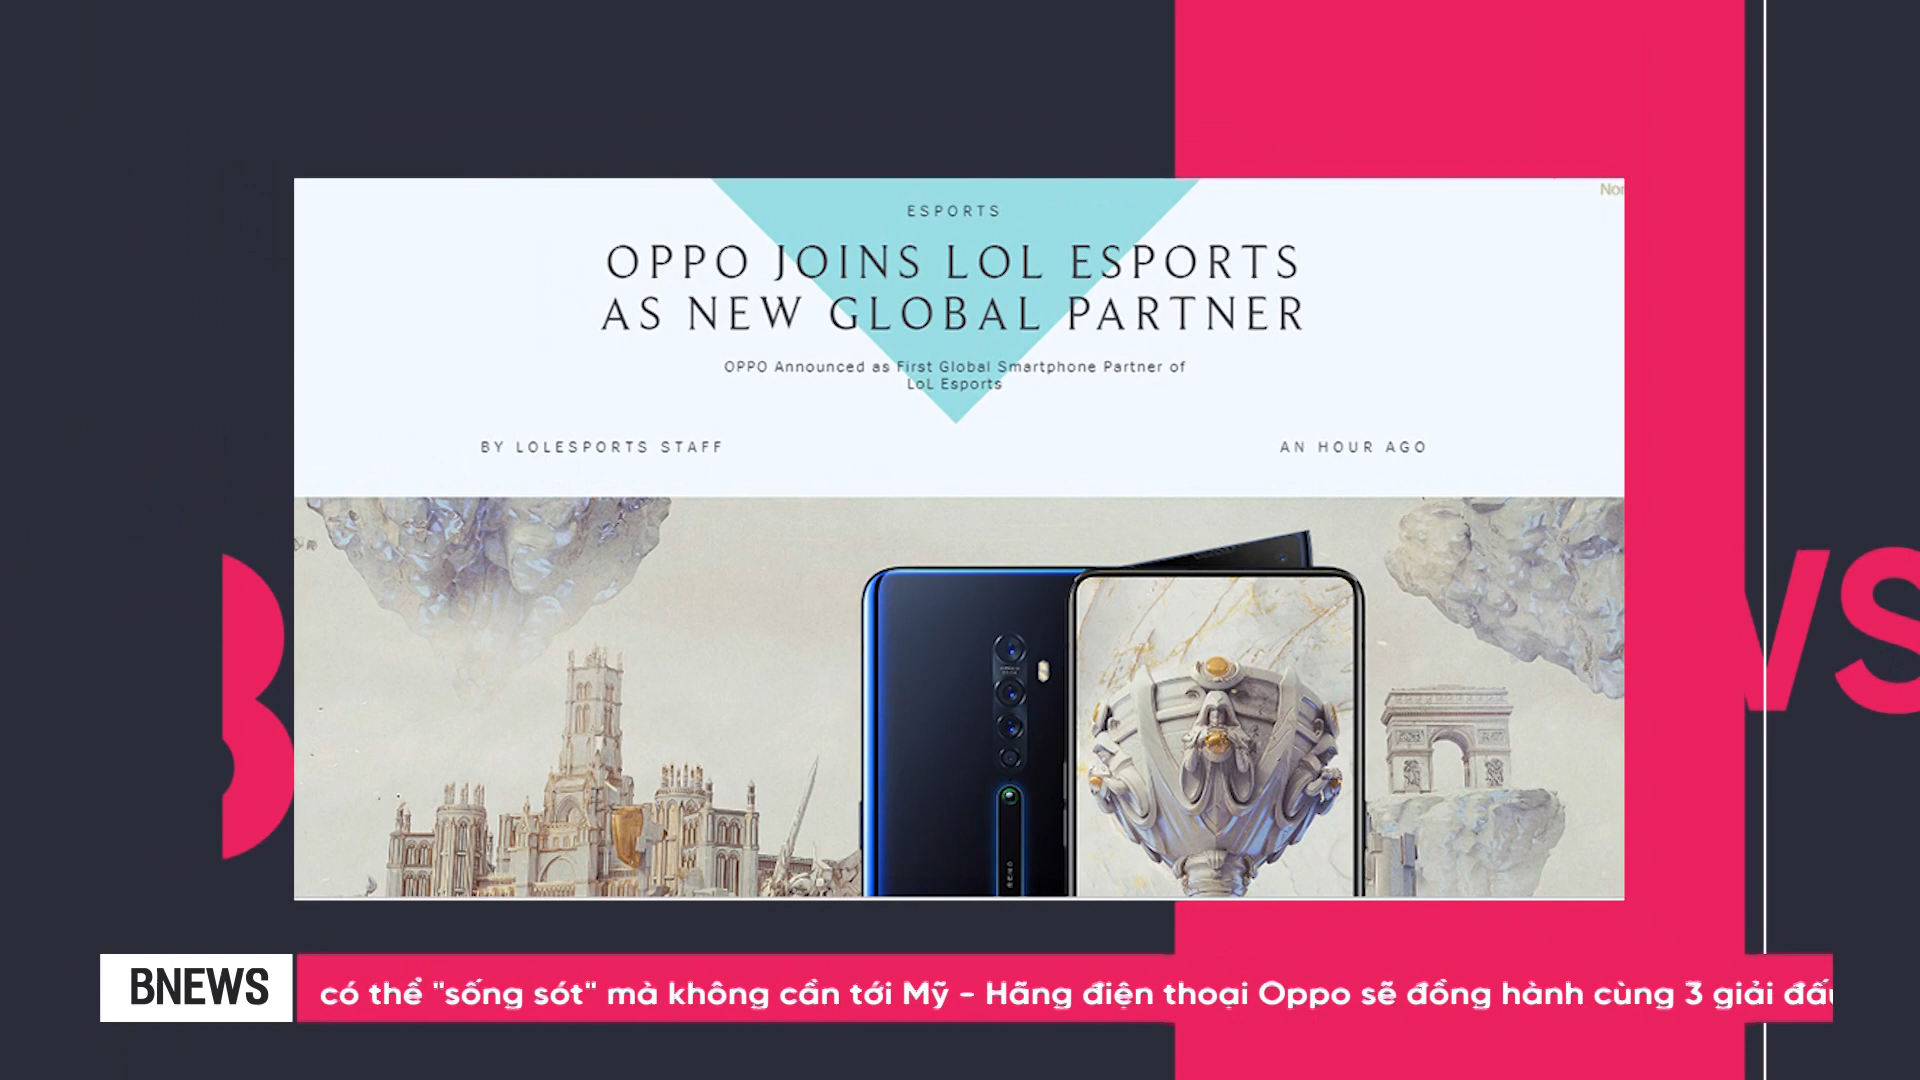 ESPORTS
OPPO JOINS LOL ESPORTS
AS NEW GLOBAL PARTNER
OPPO Announced as First Global Smartphone Partner of
LoL Esports
BY LOLESPORTS STAFF
AN HOUR AGO
BNEWS
có thể "sống sót" mà không cần tới Mỹ - Hãng điện thoại Oppo sẽ đồng hành cùng 3 giải đấu